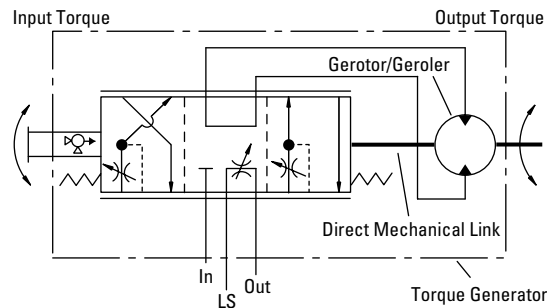 Input Torque
Output Torque
Gerotor/Geroler
Direct Mechanical Link
In
LS
Out
Torque Generator